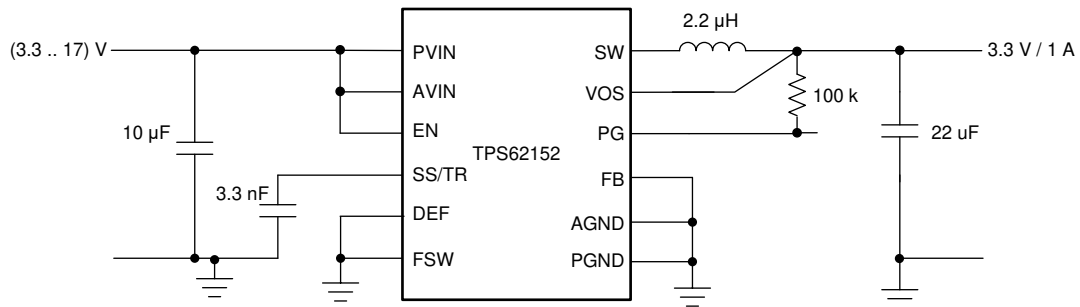 2.2 µH
(3.3 .. 17) V
PVIN
SW
3.3 V / 1 A
AVIN
VOS
100 k
10 µF
EN
PG
22 uF
TPS62152
SS/TR
FB
3.3 nF
DEF
AGND
FSW
PGND